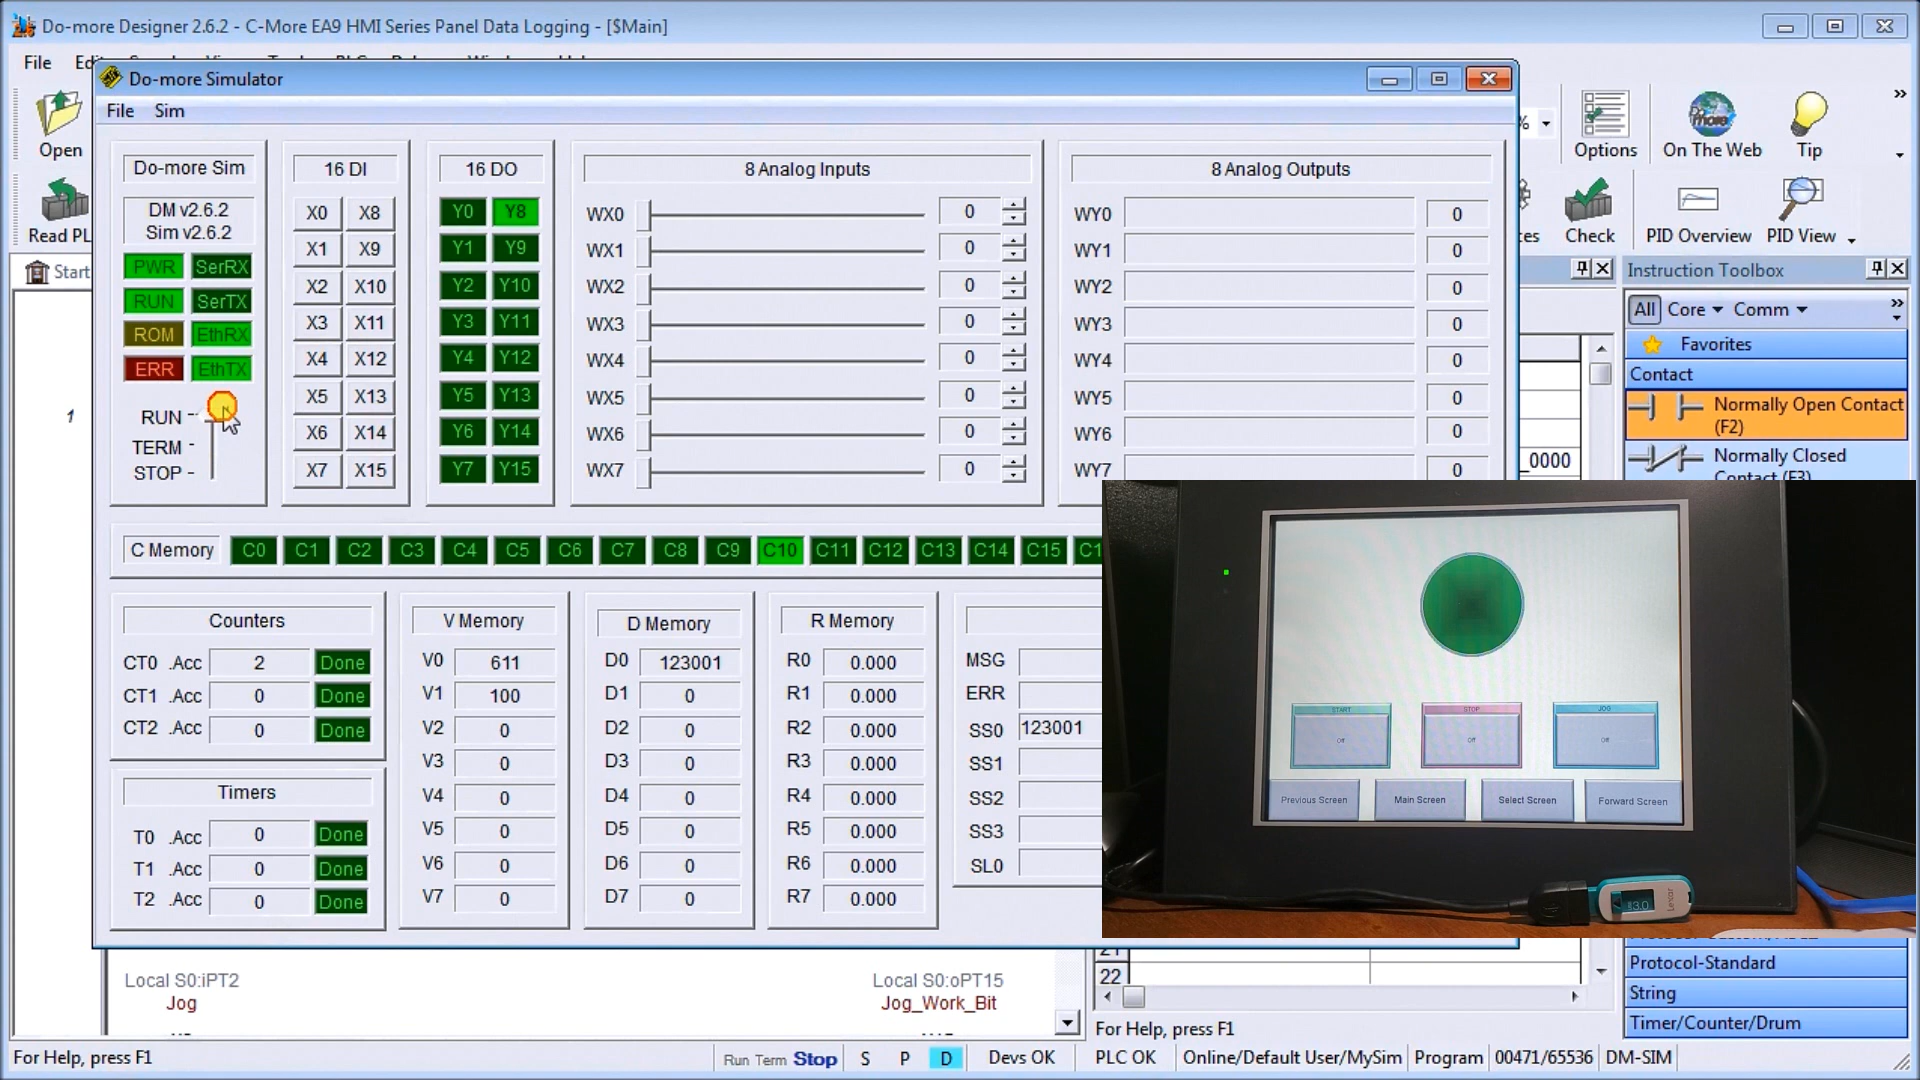 Do-more Designer 2.6.2 - C-More EA9 HMI Series Panel Data Logging - [$Main]
File
Do-more Simulator
File Sim
Open
Read PL
Start
1
Do-more Sim
DM v2.6.2
Sim v2.6.2
PWR SerRX
RUN SerTX
ROM EthRX
ERR EthTX
RUN
TERM
STOP
16 DI
X0 X8
X1 X9
X2 X10
X3 X11
X4 X12
X5 X13
X6 X14
X7 X15
16 DO
Y0 Y8
Y1 Y9
Y2 Y10
Y3 Y11
Y4 Y12
Y5 Y13
Y6 Y14
Y7 Y15
8 Analog Inputs
WX0 0
WX1 0
WX2 0
WX3 0
WX4 0
WX5 0
WX6 0
WX7 0
8 Analog Outputs
WY0 0
WY1 0
WY2 0
WY3 0
WY4 0
WY5 0
WY6 0
WY7 0
C Memory C0 C1 C2 C3 C4 C5 C6 C7 C8 C9 C10 C11 C12 C13 C14 C15 C1
Counters
CT0 .Acc 2 Done
CT1 .Acc 0 Done
CT2 .Acc 0 Done
Timers
T0 .Acc 0 Done
T1 .Acc 0 Done
T2 .Acc 0 Done
V Memory
V0 611
V1 100
V2 0
V3 0
V4 0
V5 0
V6 0
V7 0
D Memory
D0 123001
D1 0
D2 0
D3 0
D4 0
D5 0
D6 0
D7 0
R Memory
R0 0.000
R1 0.000
R2 0.000
R3 0.000
R4 0.000
R5 0.000
R6 0.000
R7 0.000
MSG
ERR
SS0 123001
SS1
SS2
SS3
SL0
%
Options On The Web Tip
Check PID Overview PID View
Instruction Toolbox
All Core Comm
Favorites
Contact
Normally Open Contact
(F2)
Normally Closed
Contact (F3)
_0000
START STOP JOG
Off Off Off
Previous Screen Main Screen Select Screen Forward Screen
3.0
Lexar
Protocol-Standard
String
Timer/Counter/Drum
21
22
Local S0:iPT2 Local S0:oPT15
Jog Jog_Work_Bit
For Help, press F1
For Help, press F1 Run Term Stop S P D Devs OK PLC OK Online/Default User/MySim Program 00471/65536 DM-SIM